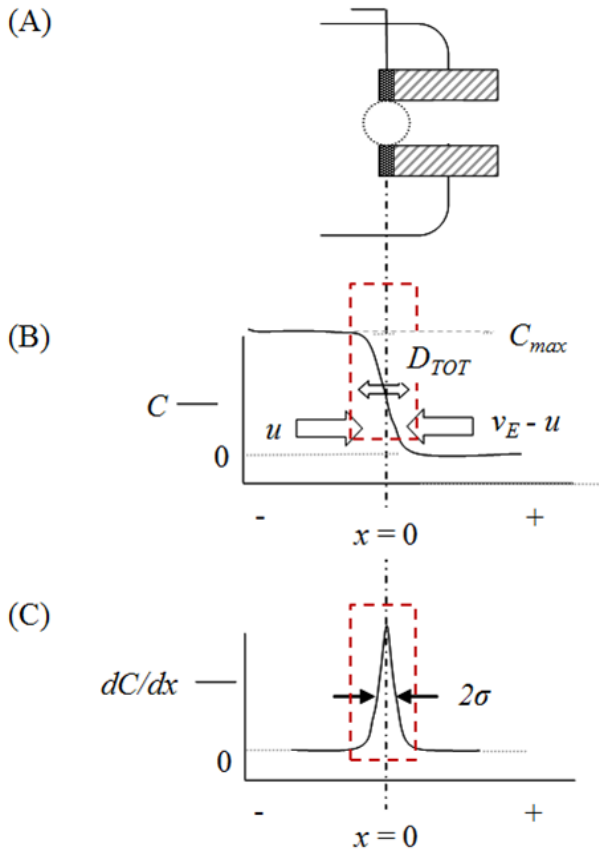 (A)
(B)
C_max
D_TOT
C
u
v_E - u
0
-
+
x = 0
(C)
dC/dx
2σ
0
-
+
x = 0